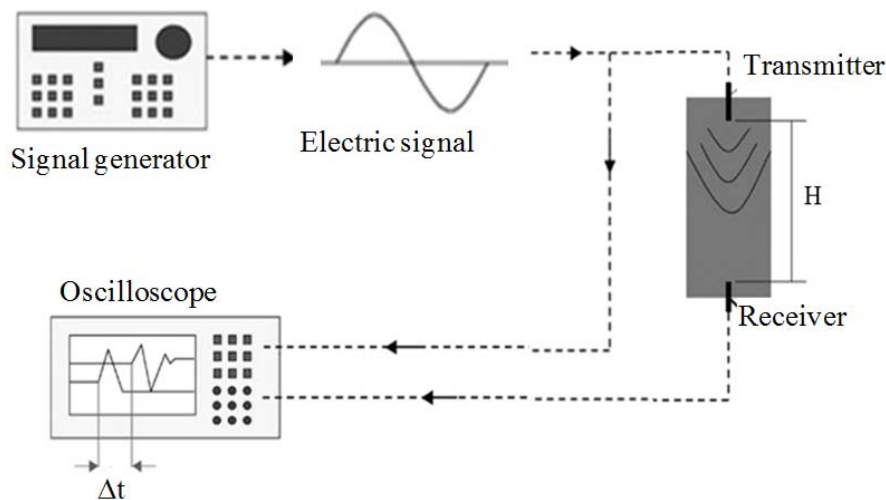 Transmitter
Electric signal
Signal generator
H
Oscilloscope
Receiver
Δt